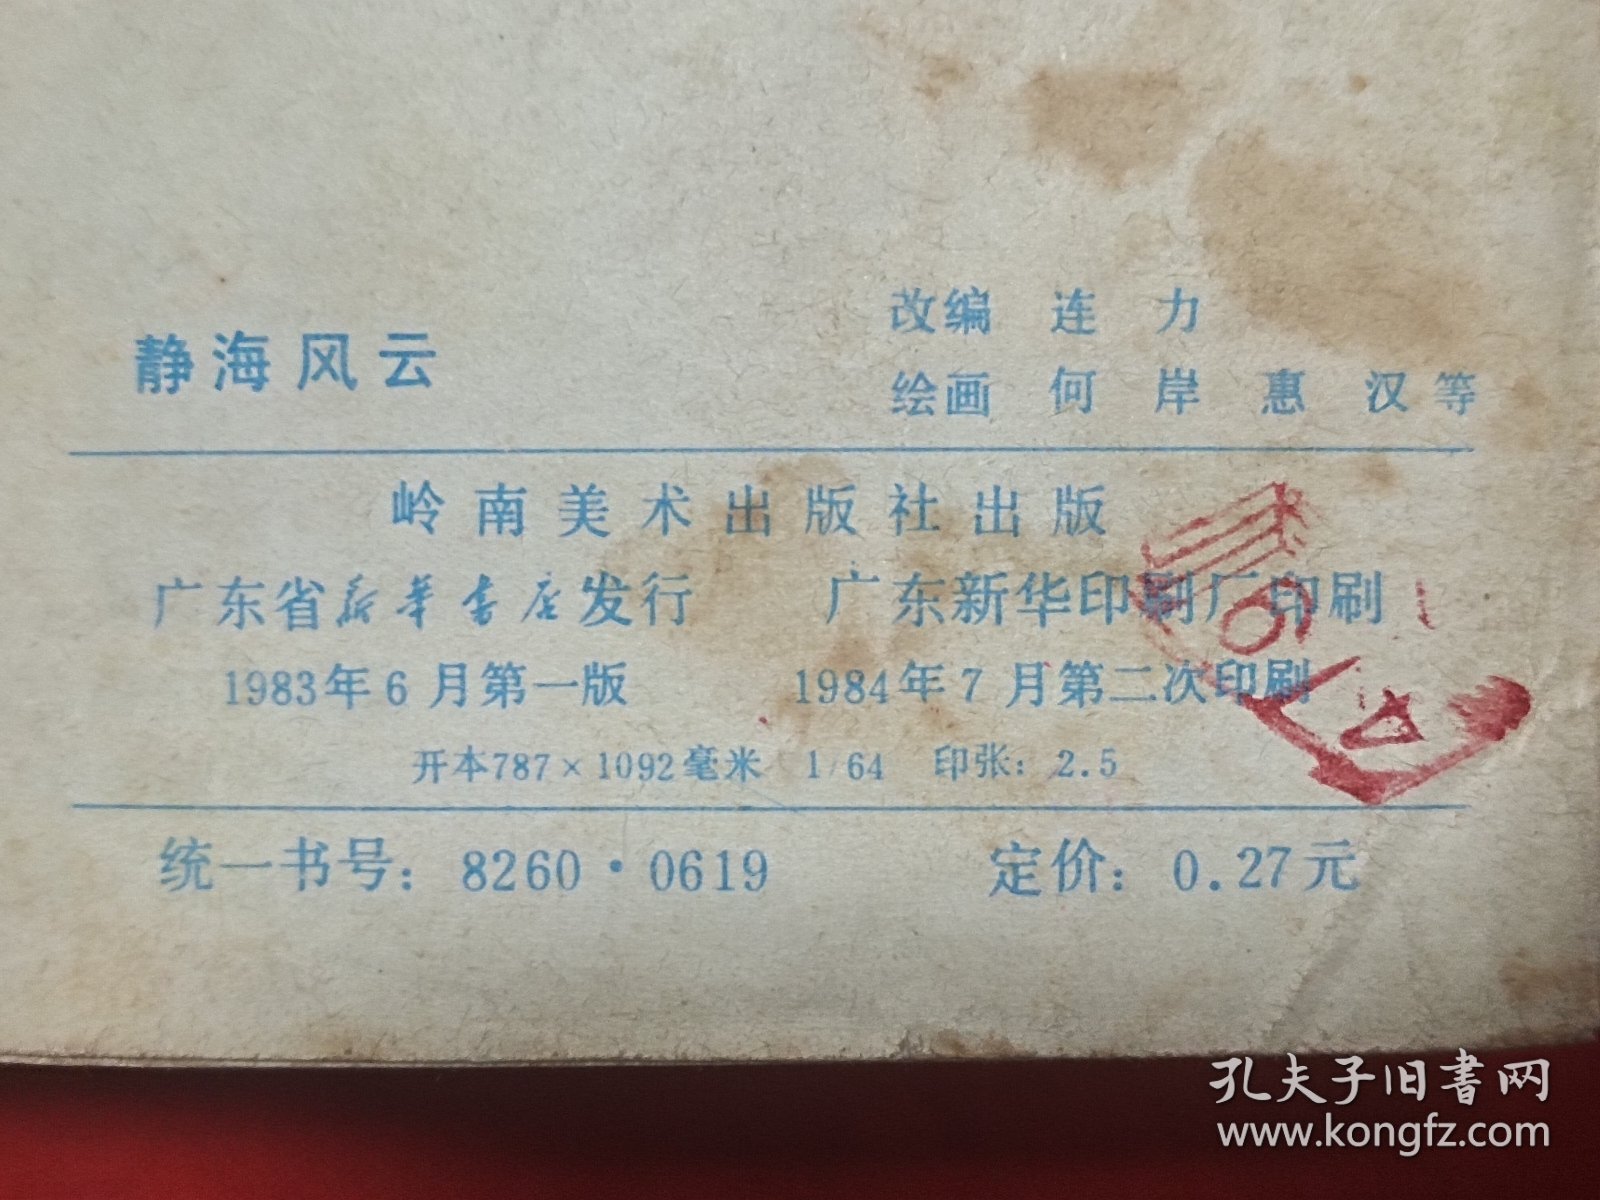 静海风云
改编 连 力
绘画 何 岸 惠 汉等
岭南美术出版社出版
广东省新华书店发行 广东新华印刷厂印刷
1983年6月第一版 1984年7月第二次印刷
开本787×1092毫米 1/64 印张：2.5
统一书号：8260·0619 定价：0.27元
孔夫子旧书网
www.kongfz.com